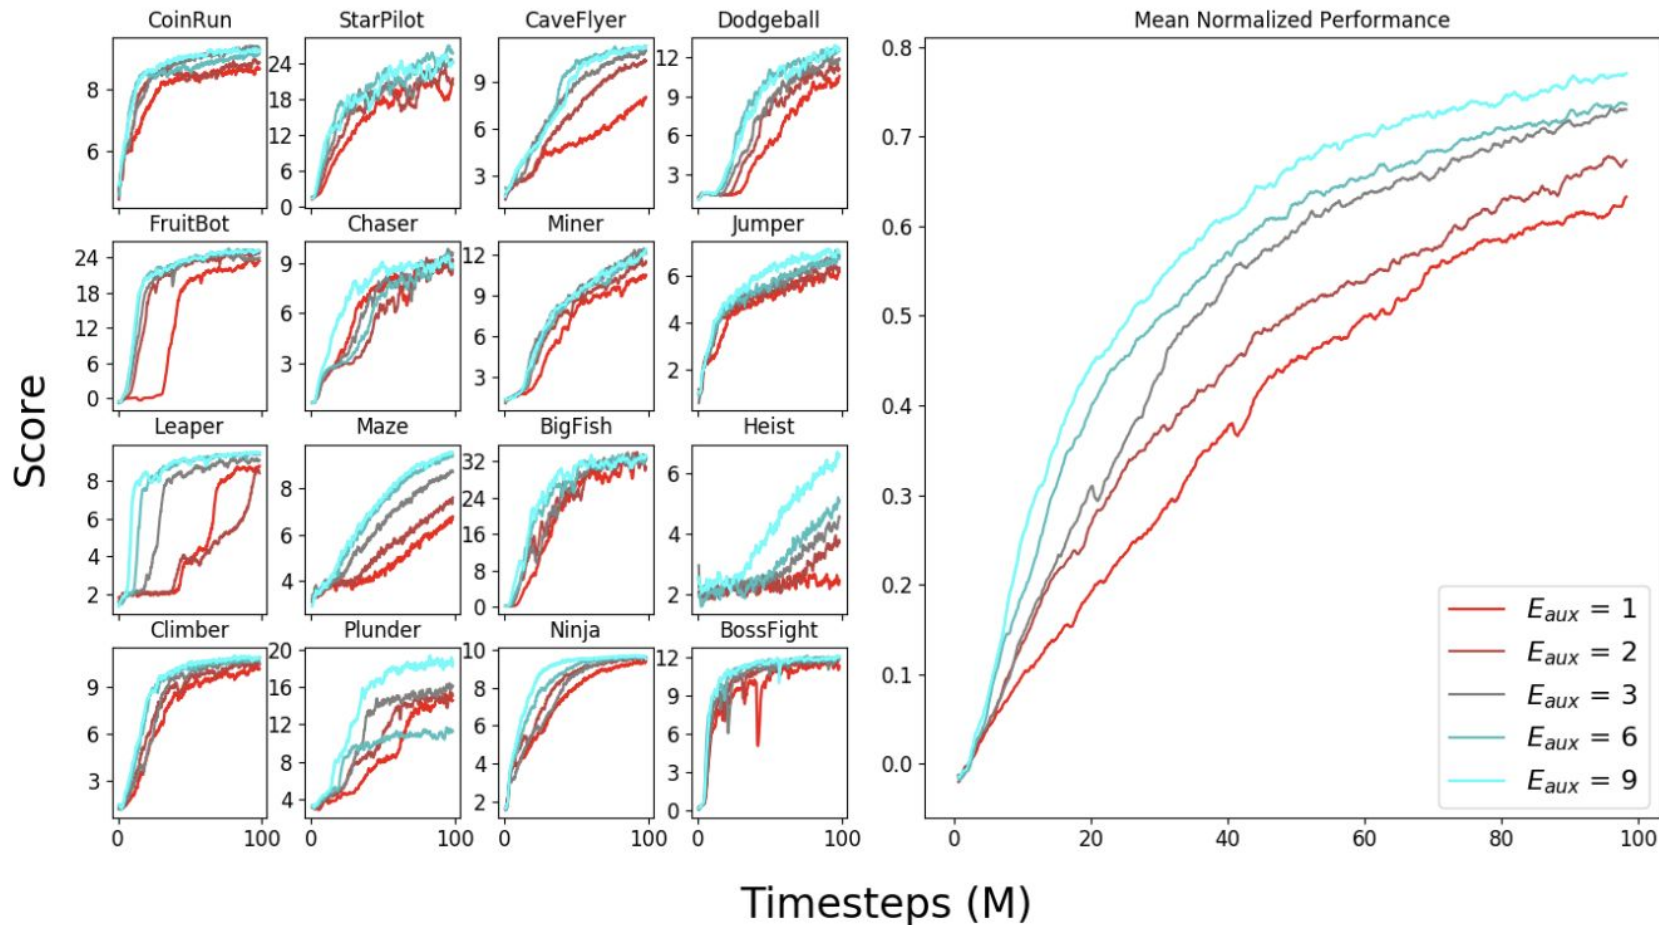 CoinRun StarPilot CaveFlyer Dodgeball Mean Normalized Performance
8 6
24 18 12 6 0
9 6 3
12 9 6 3
FruitBot Chaser Miner Jumper
24 18 12 6 0
9 6 3
12 9 6 3
6 4 2
Leaper Maze BigFish Heist
8 6 4 2
8 6 4
32 24 16 8 0
6 4 2
Climber Plunder Ninja BossFight
9 6 3
20 16 12 8 4
10 8 6 4 2
12 9 6 3 0
0 100 0 100 0 100 0 100
Score
0.8
0.7
0.6
0.5
0.4
0.3
0.2
0.1
0.0
E_aux = 1
E_aux = 2
E_aux = 3
E_aux = 6
E_aux = 9
0 20 40 60 80 100
Timesteps (M)